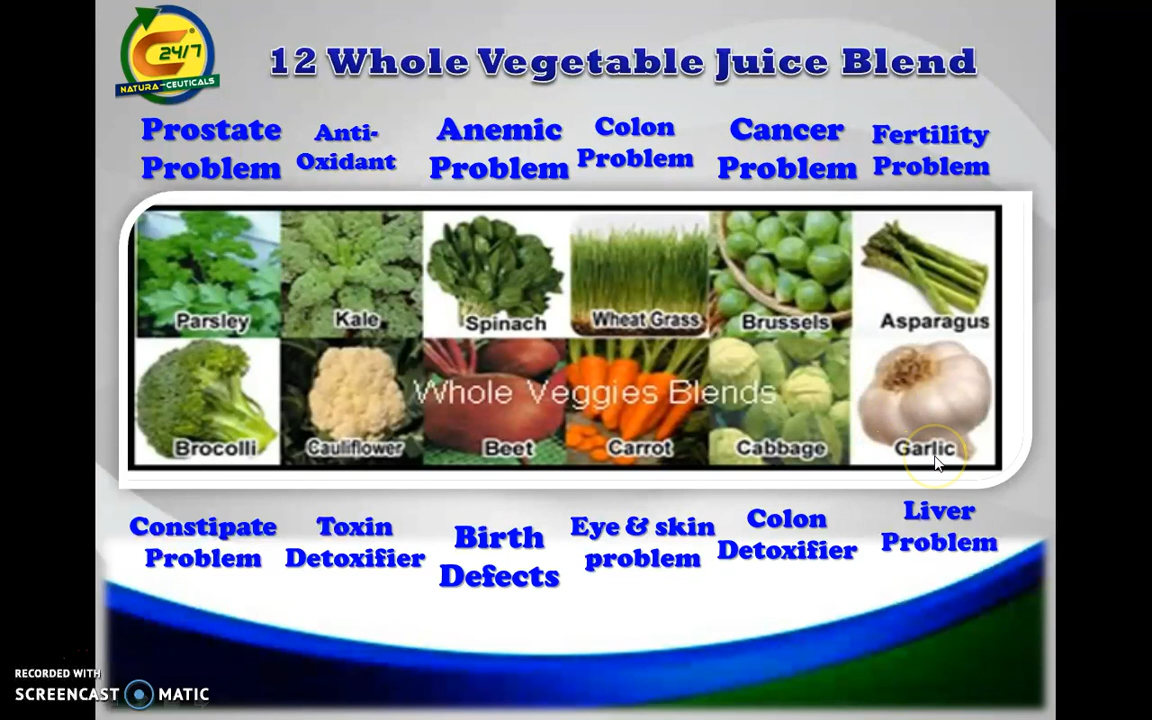 C 24/7
NATURA-CEUTICALS
12 Whole Vegetable Juice Blend
Prostate
Problem
Anti-
Oxidant
Anemic
Problem
Colon
Problem
Cancer
Problem
Fertility
Problem
Parsley
Kale
Spinach
Wheat Grass
Brussels
Asparagus
Whole Veggies Blends
Brocolli
Cauliflower
Beet
Carrot
Cabbage
Garlic
Constipate
Problem
Toxin
Detoxifier
Birth
Defects
Eye & skin
problem
Colon
Detoxifier
Liver
Problem
RECORDED WITH
SCREENCAST MATIC